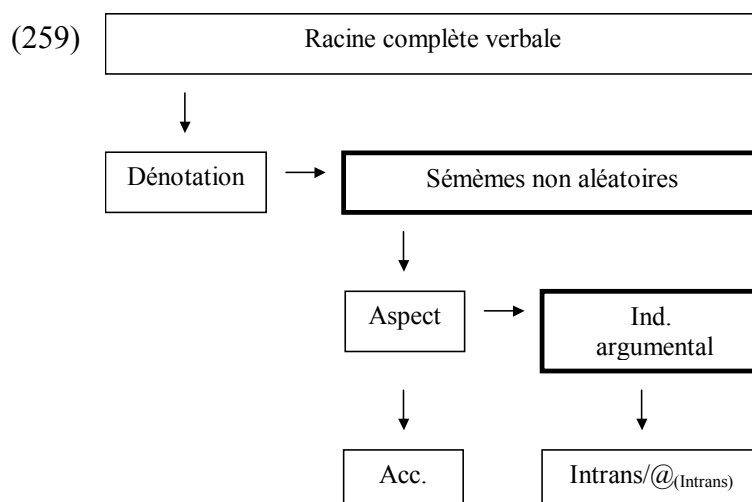 (259) Racine complète verbale
Dénotation Sémèmes non aléatoires
Aspect Ind.
argumental
Acc. Intrans/@(Intrans)